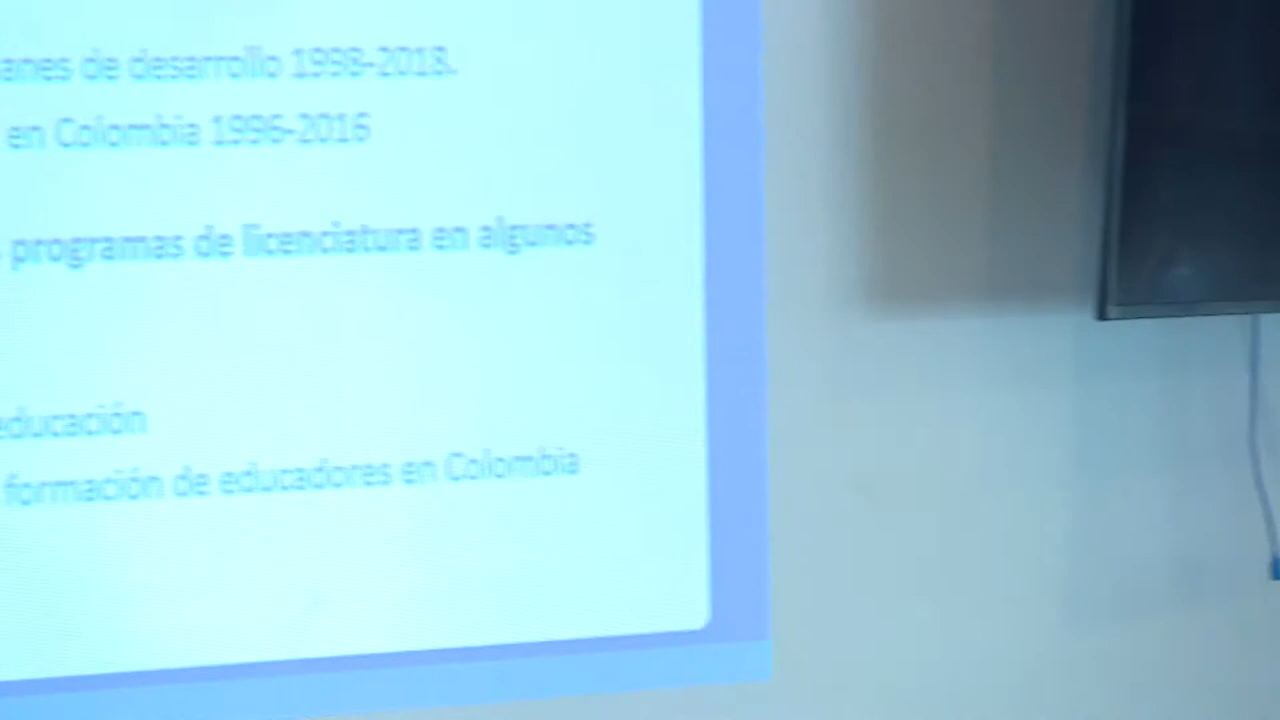 anes de desarrollo 1998-2018.
en Colombia 1996-2016
programas de licenciatura en algunos
educación
formación de educadores en Colombia